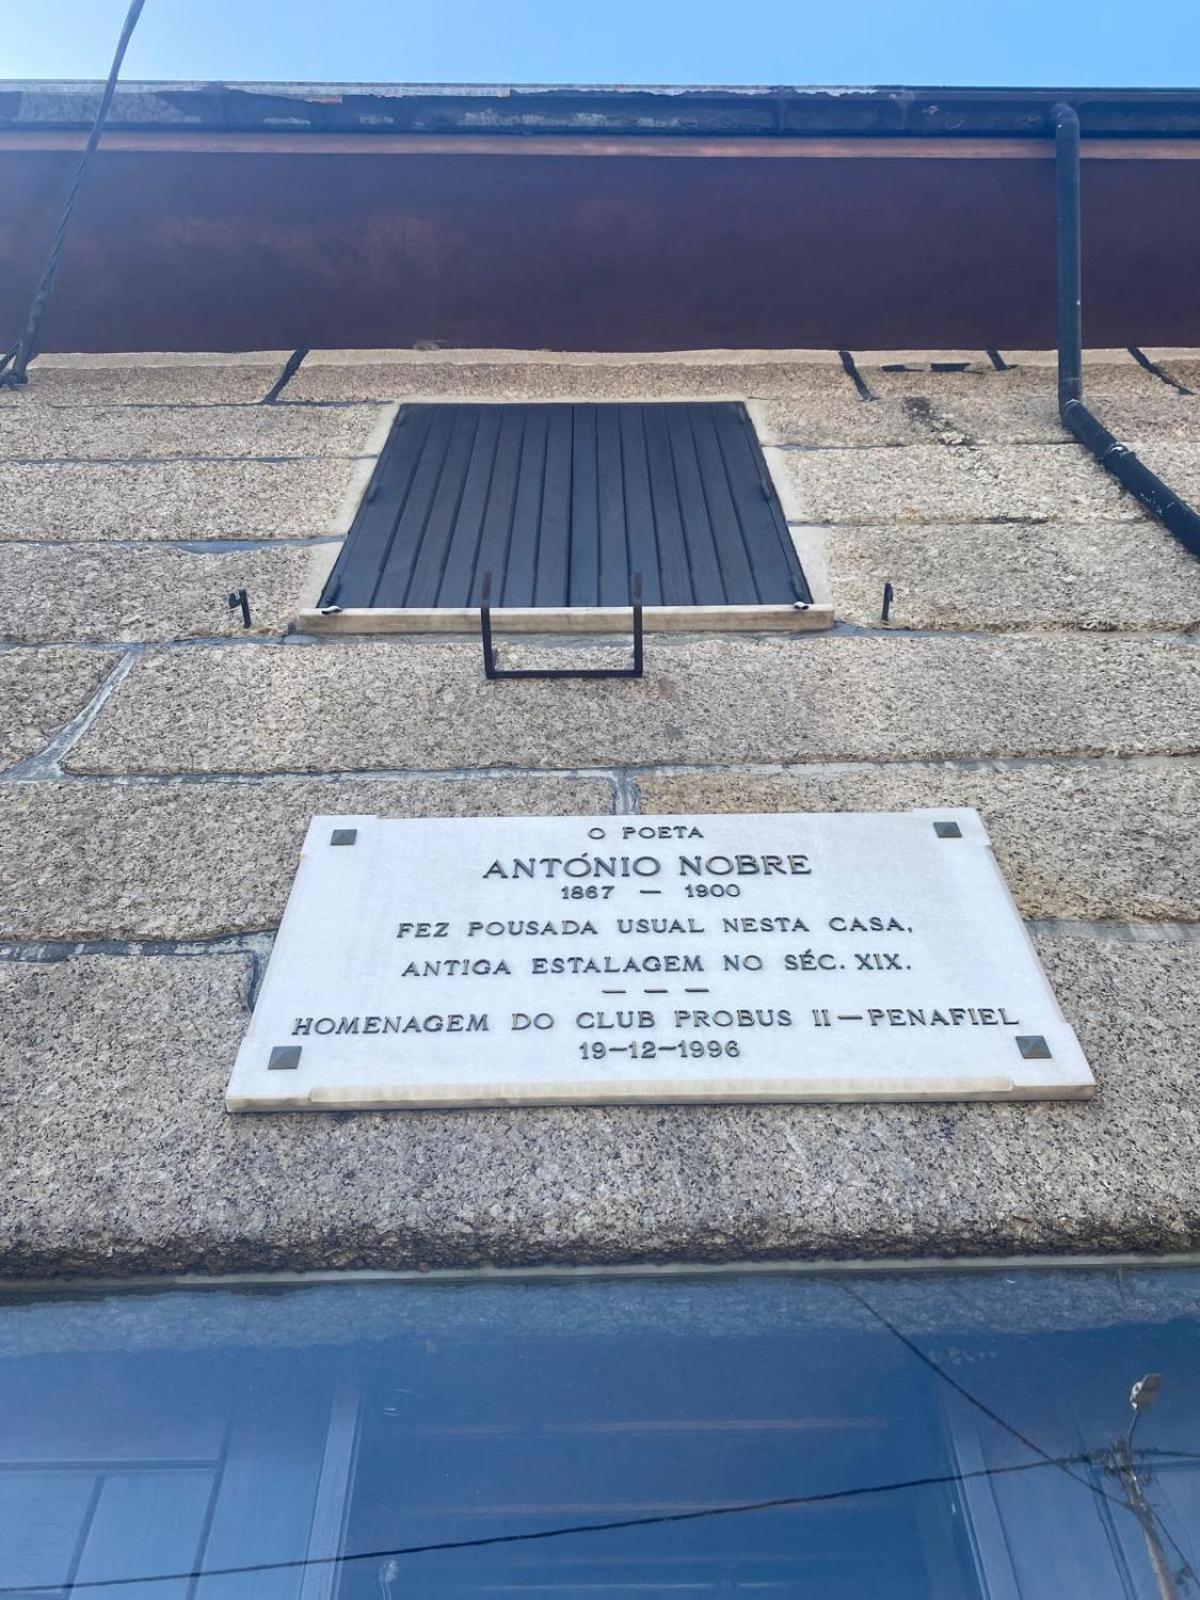 O POETA
ANTÓNIO NOBRE
1867 — 1900
FEZ POUSADA USUAL NESTA CASA,
ANTIGA ESTALAGEM NO SÉC. XIX.
— — —
HOMENAGEM DO CLUB PROBUS II — PENAFIEL
19-12-1996